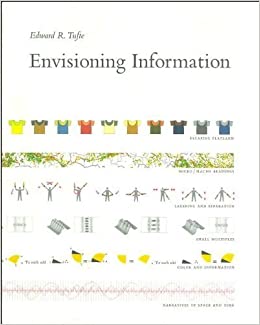 Edward R. Tufte
Envisioning Information
ESCAPING FLATLAND
MICRO/MACRO READINGS
LAYERING AND SEPARATION
SMALL MULTIPLES
COLOR AND INFORMATION
NARRATIVES OF SPACE AND TIME